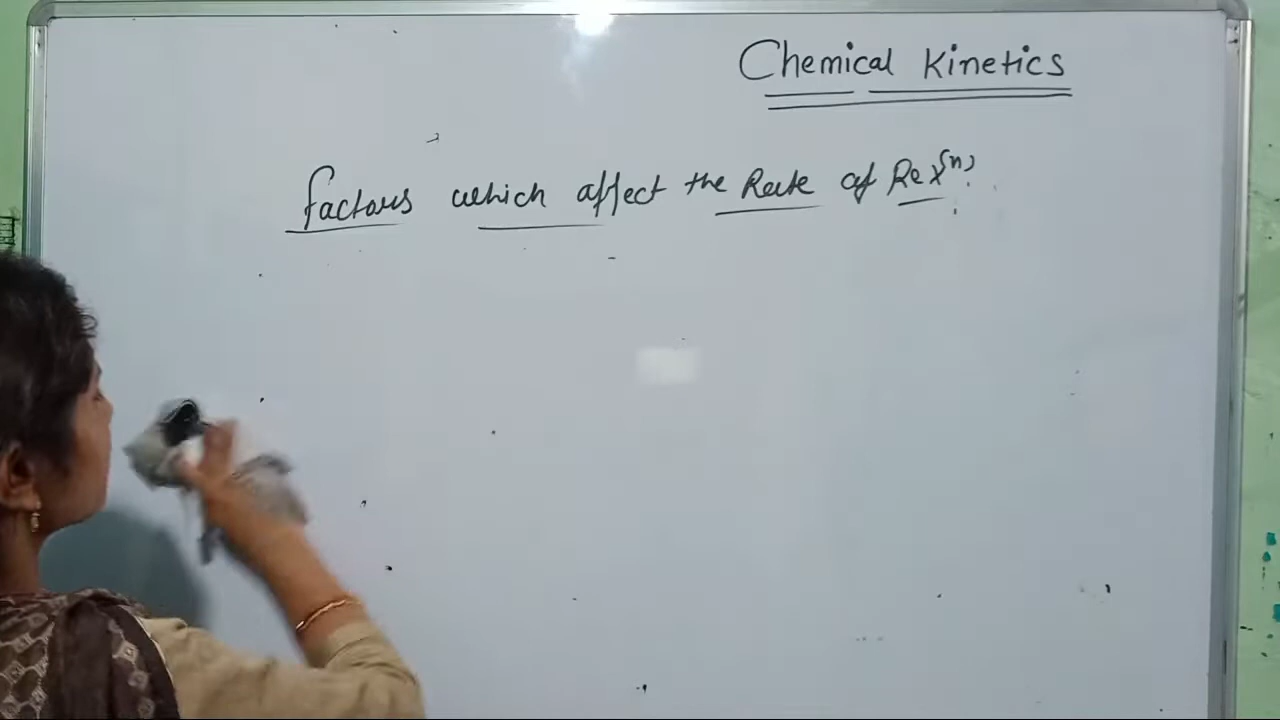 Chemical Kinetics
factors which affect the Rate of Rexⁿ: